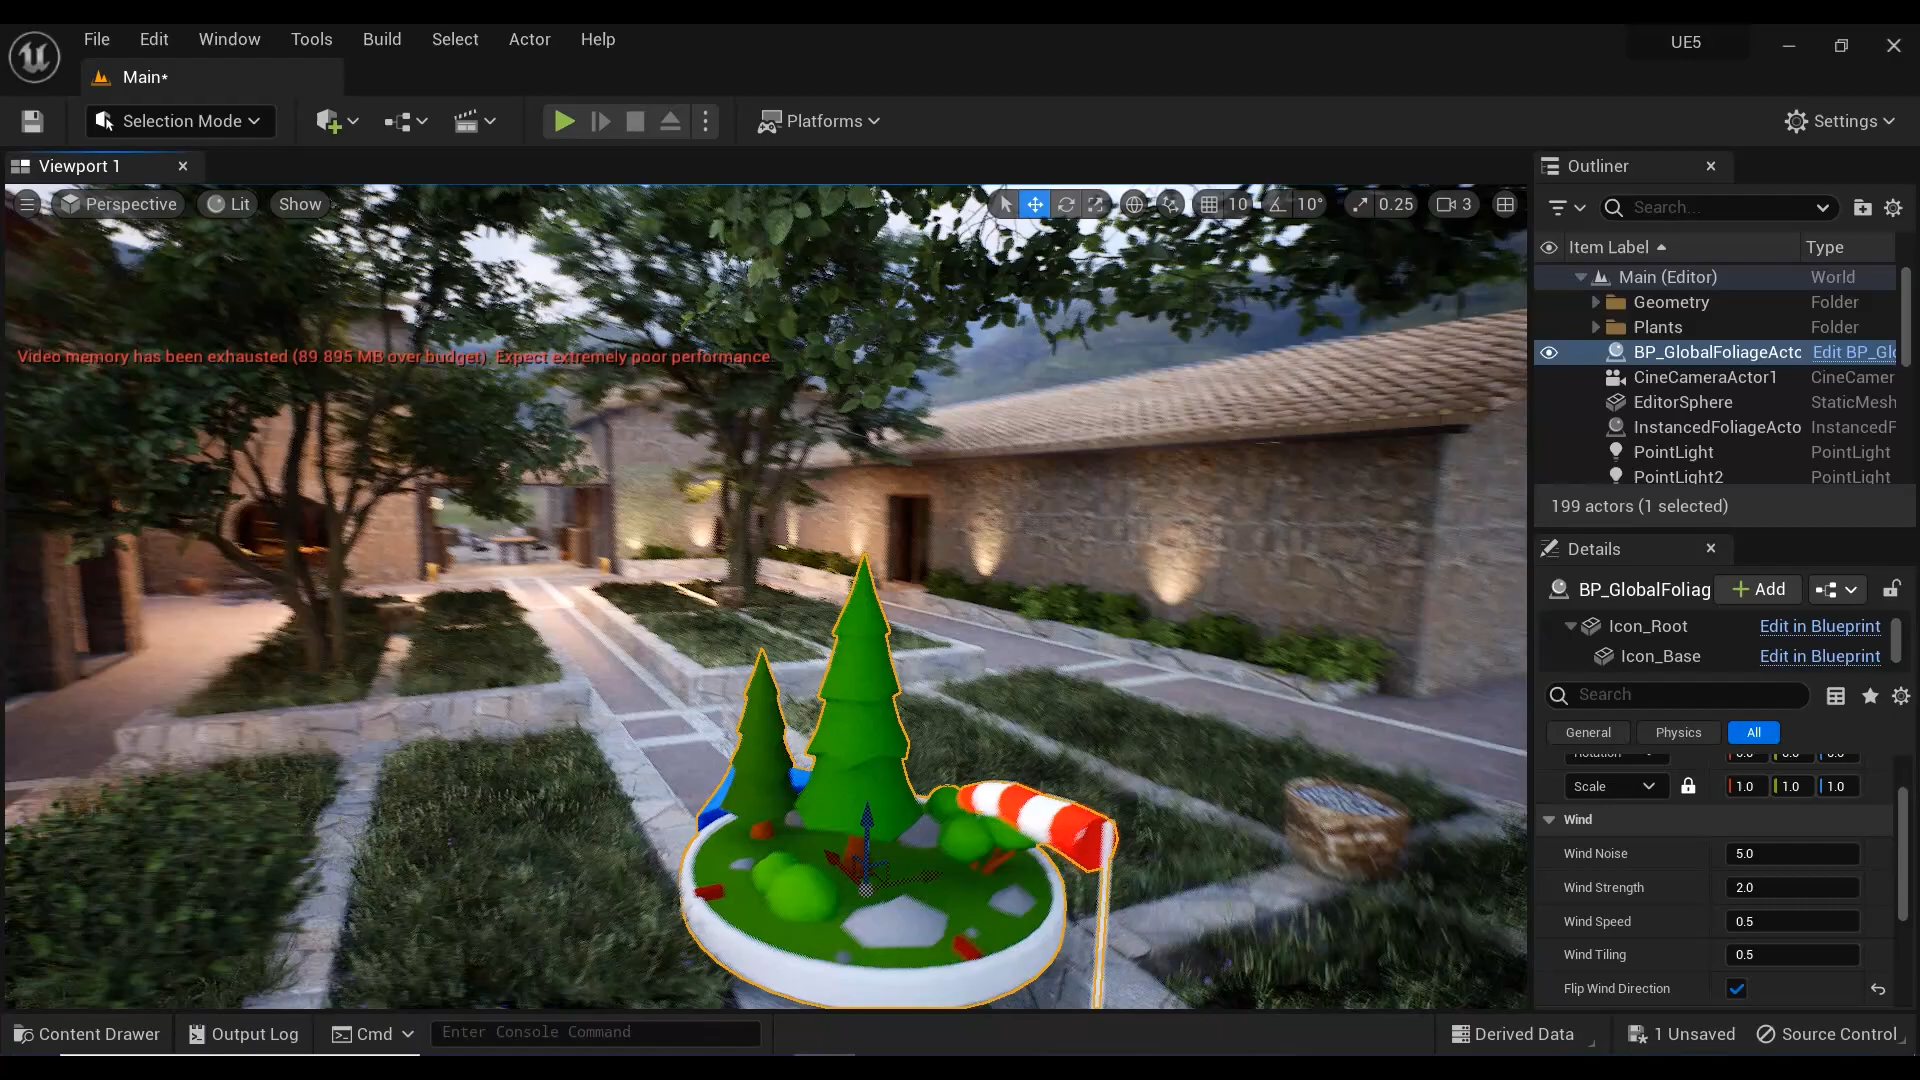 File Edit Window Tools Build Select Actor Help
UE5
Main*
Selection Mode
Platforms
Settings
Viewport 1
Perspective
Lit
Show
10
10°
0.25
3
Video memory has been exhausted (89.895 MB over budget). Expect extremely poor performance.
Outliner
Search...
Item Label Type
Main (Editor) World
Geometry Folder
Plants Folder
BP_GlobalFoliageActo Edit BP_Glo
CineCameraActor1 CineCamer
EditorSphere StaticMesh
InstancedFoliageActo InstancedF
PointLight PointLight
PointLight2 PointLight
199 actors (1 selected)
Details
BP_GlobalFoliag
Add
Icon_Root Edit in Blueprint
Icon_Base Edit in Blueprint
Search
General Physics All
Scale 1.0 1.0 1.0
Wind
Wind Noise 5.0
Wind Strength 2.0
Wind Speed 0.5
Wind Tiling 0.5
Flip Wind Direction
Content Drawer
Output Log
Cmd
Enter Console Command
Derived Data
1 Unsaved
Source Control